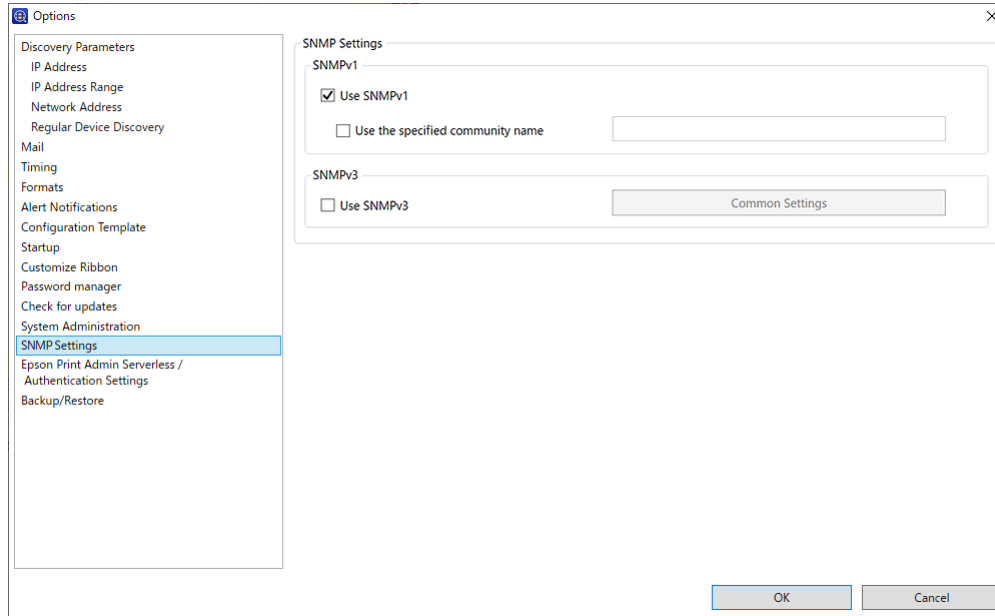 Options
Discovery Parameters
IP Address
IP Address Range
Network Address
Regular Device Discovery
Mail
Timing
Formats
Alert Notifications
Configuration Template
Startup
Customize Ribbon
Password manager
Check for updates
System Administration
SNMP Settings
Epson Print Admin Serverless /
Authentication Settings
Backup/Restore
SNMP Settings
SNMPv1
Use SNMPv1
Use the specified community name
SNMPv3
Use SNMPv3
Common Settings
OK
Cancel